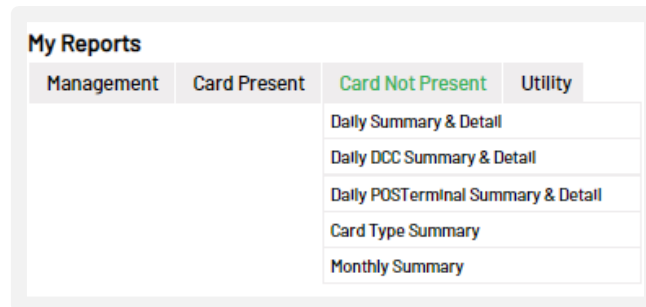 My Reports
Management Card Present Card Not Present Utility
Daily Summary & Detail
Daily DCC Summary & Detail
Daily POSTerminal Summary & Detail
Card Type Summary
Monthly Summary